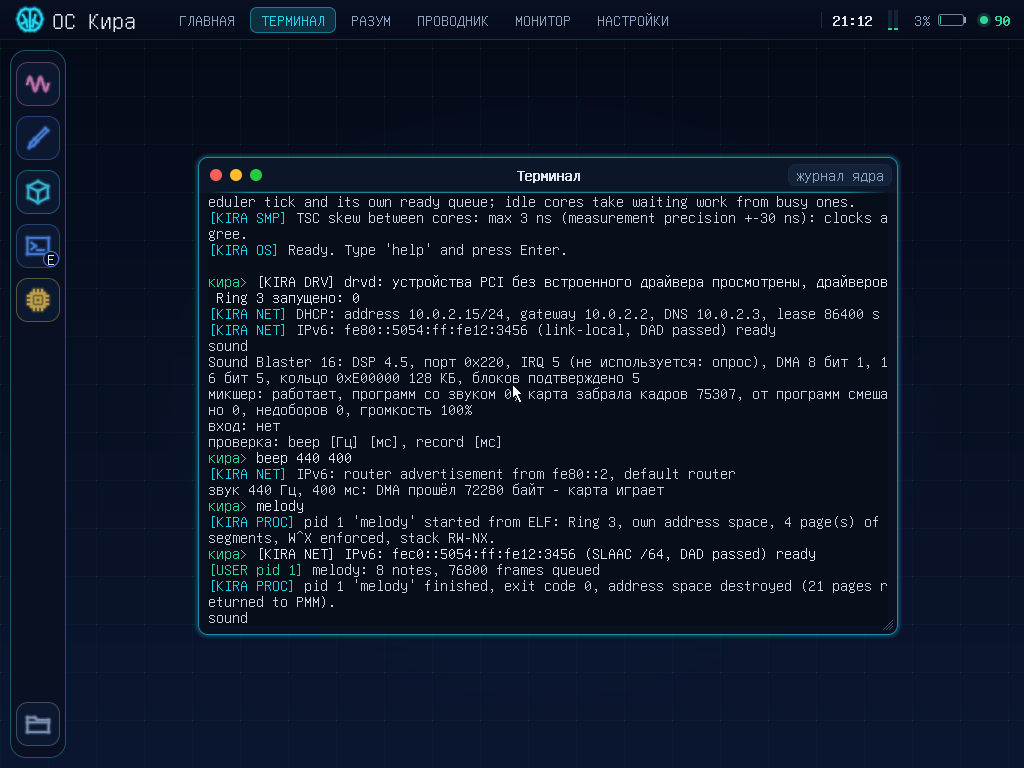 ОС Кира
ГЛАВНАЯ
ТЕРМИНАЛ
РАЗУМ
ПРОВОДНИК
МОНИТОР
НАСТРОЙКИ
21:12
3%
90
E
Терминал
журнал ядра
eduler tick and its own ready queue; idle cores take waiting work from busy ones.
[KIRA SMP] TSC skew between cores: max 3 ns (measurement precision +-30 ns): clocks a
gree.
[KIRA OS] Ready. Type 'help' and press Enter.
кира> [KIRA DRV] drvd: устройства PCI без встроенного драйвера просмотрены, драйверов
Ring 3 запущено: 0
[KIRA NET] DHCP: address 10.0.2.15/24, gateway 10.0.2.2, DNS 10.0.2.3, lease 86400 s
[KIRA NET] IPv6: fe80::5054:ff:fe12:3456 (link-local, DAD passed) ready
sound
Sound Blaster 16: DSP 4.5, порт 0x220, IRQ 5 (не используется: опрос), DMA 8 бит 1, 1
6 бит 5, кольцо 0xE00000 128 КБ, блоков подтверждено 5
микшер: работает, программ со звуком 0, карта забрала кадров 75307, от программ смеша
но 0, недоборов 0, громкость 100%
вход: нет
проверка: beep [Гц] [мс], record [мс]
кира> beep 440 400
[KIRA NET] IPv6: router advertisement from fe80::2, default router
звук 440 Гц, 400 мс: DMA прошёл 72280 байт - карта играет
кира> melody
[KIRA PROC] pid 1 'melody' started from ELF: Ring 3, own address space, 4 page(s) of
segments, W^X enforced, stack RW-NX.
кира> [KIRA NET] IPv6: fec0::5054:ff:fe12:3456 (SLAAC /64, DAD passed) ready
[USER pid 1] melody: 8 notes, 76800 frames queued
[KIRA PROC] pid 1 'melody' finished, exit code 0, address space destroyed (21 pages r
eturned to PMM).
sound